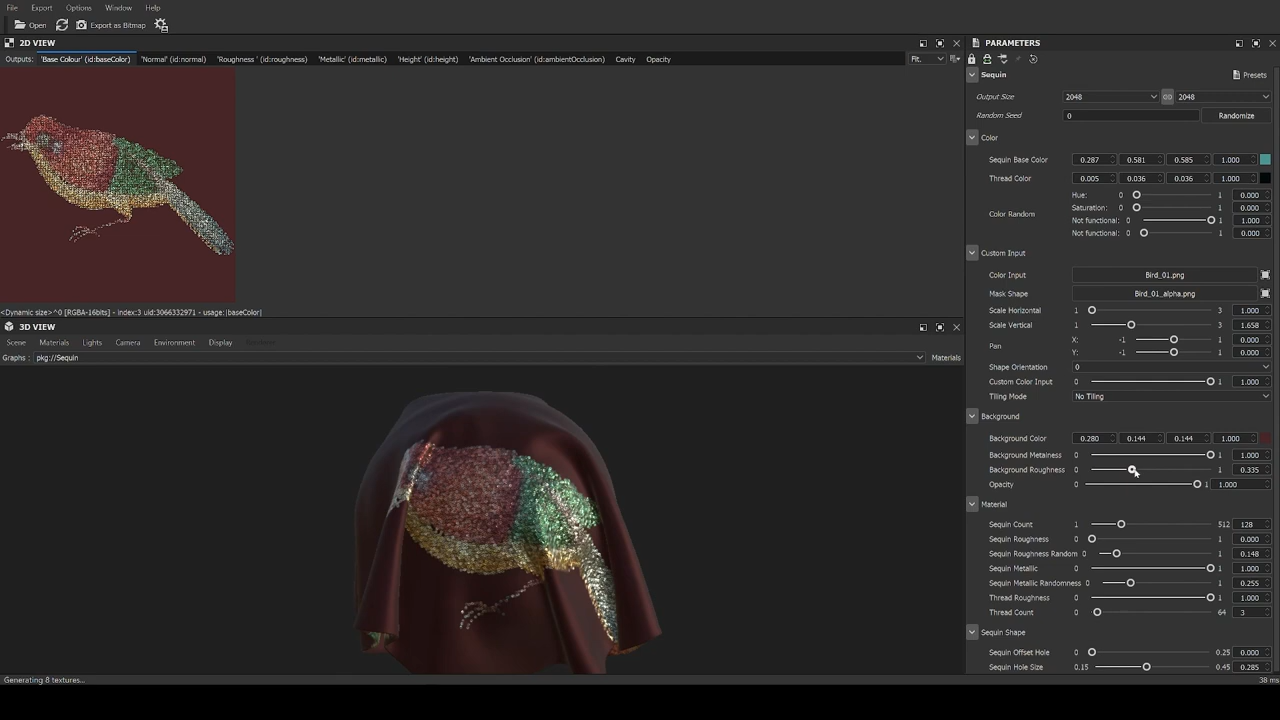 File Export Options Window Help
Open Export as Bitmap
2D VIEW
Outputs: 'Base Colour' (id:baseColor) 'Normal' (id:normal) 'Roughness ' (id:roughness) 'Metallic' (id:metallic) 'Height' (id:height) 'Ambient Occlusion' (id:ambientOcclusion) Cavity Opacity Fit.
<Dynamic size>^0 [RGBA-16bits] - index:3 uid:3066332971 - usage:|baseColor|
3D VIEW
Scene Materials Lights Camera Environment Display
Graphs : pkg://Sequin Materials
Generating 8 textures...
PARAMETERS
Sequin Presets
Output Size 2048 2048
Random Seed 0 Randomize
Color
Sequin Base Color 0.287 0.581 0.585 1.000
Thread Color 0.005 0.036 0.036 1.000
Color Random
Hue: 0 1 0.000
Saturation: 0 1 0.000
Not functional: 0 1 1.000
Not functional: 0 1 0.000
Custom Input
Color Input Bird_01.png
Mask Shape Bird_01_alpha.png
Scale Horizontal 1 3 1.000
Scale Vertical 1 3 1.658
Pan
X: -1 1 0.000
Y: -1 1 0.000
Shape Orientation 0
Custom Color Input 0 1 1.000
Tiling Mode No Tiling
Background
Background Color 0.280 0.144 0.144 1.000
Background Metalness 0 1 1.000
Background Roughness 0 1 0.335
Opacity 0 1 1.000
Material
Sequin Count 1 512 128
Sequin Roughness 0 1 0.000
Sequin Roughness Random 0 1 0.148
Sequin Metallic 0 1 1.000
Sequin Metallic Randomness 0 1 0.255
Thread Roughness 0 1 1.000
Thread Count 0 64 3
Sequin Shape
Sequin Offset Hole 0 0.25 0.000
Sequin Hole Size 0.15 0.45 0.285
38 ms